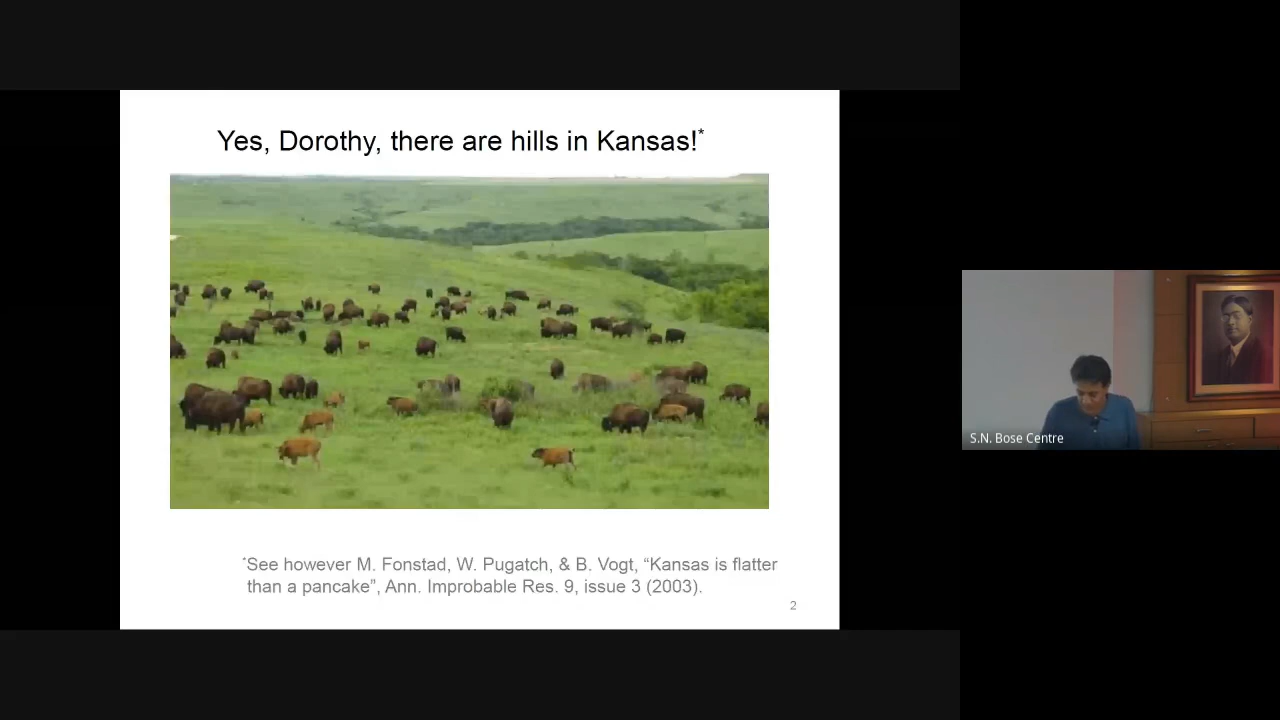 Yes, Dorothy, there are hills in Kansas!*
*See however M. Fonstad, W. Pugatch, & B. Vogt, “Kansas is flatter
than a pancake”, Ann. Improbable Res. 9, issue 3 (2003).
2
S.N. Bose Centre